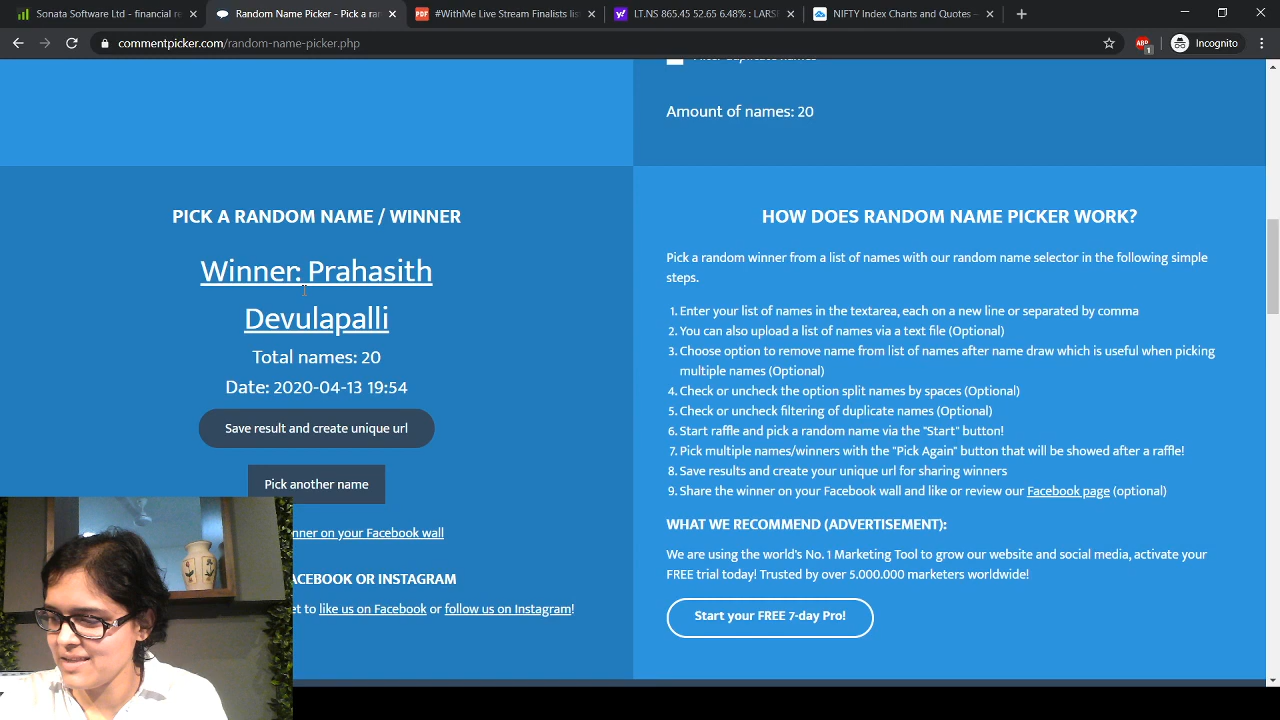 Sonata Software Ltd - financial re
Random Name Picker - Pick a ran
#WithMe Live Stream Finalists lis
LT.NS 865.45 52.65 6.48% : LARSE
NIFTY Index Charts and Quotes —
commentpicker.com/random-name-picker.php
ABP
1
Incognito
Amount of names: 20
PICK A RANDOM NAME / WINNER
Winner: Prahasith
Devulapalli
Total names: 20
Date: 2020-04-13 19:54
Save result and create unique url
Pick another name
nner on your Facebook wall
ACEBOOK OR INSTAGRAM
et to like us on Facebook or follow us on Instagram!
HOW DOES RANDOM NAME PICKER WORK?
Pick a random winner from a list of names with our random name selector in the following simple
steps.
1. Enter your list of names in the textarea, each on a new line or separated by comma
2. You can also upload a list of names via a text file (Optional)
3. Choose option to remove name from list of names after name draw which is useful when picking
multiple names (Optional)
4. Check or uncheck the option split names by spaces (Optional)
5. Check or uncheck filtering of duplicate names (Optional)
6. Start raffle and pick a random name via the "Start" button!
7. Pick multiple names/winners with the "Pick Again" button that will be showed after a raffle!
8. Save results and create your unique url for sharing winners
9. Share the winner on your Facebook wall and like or review our Facebook page (optional)
WHAT WE RECOMMEND (ADVERTISEMENT):
We are using the world's No. 1 Marketing Tool to grow our website and social media, activate your
FREE trial today! Trusted by over 5.000.000 marketers worldwide!
Start your FREE 7-day Pro!